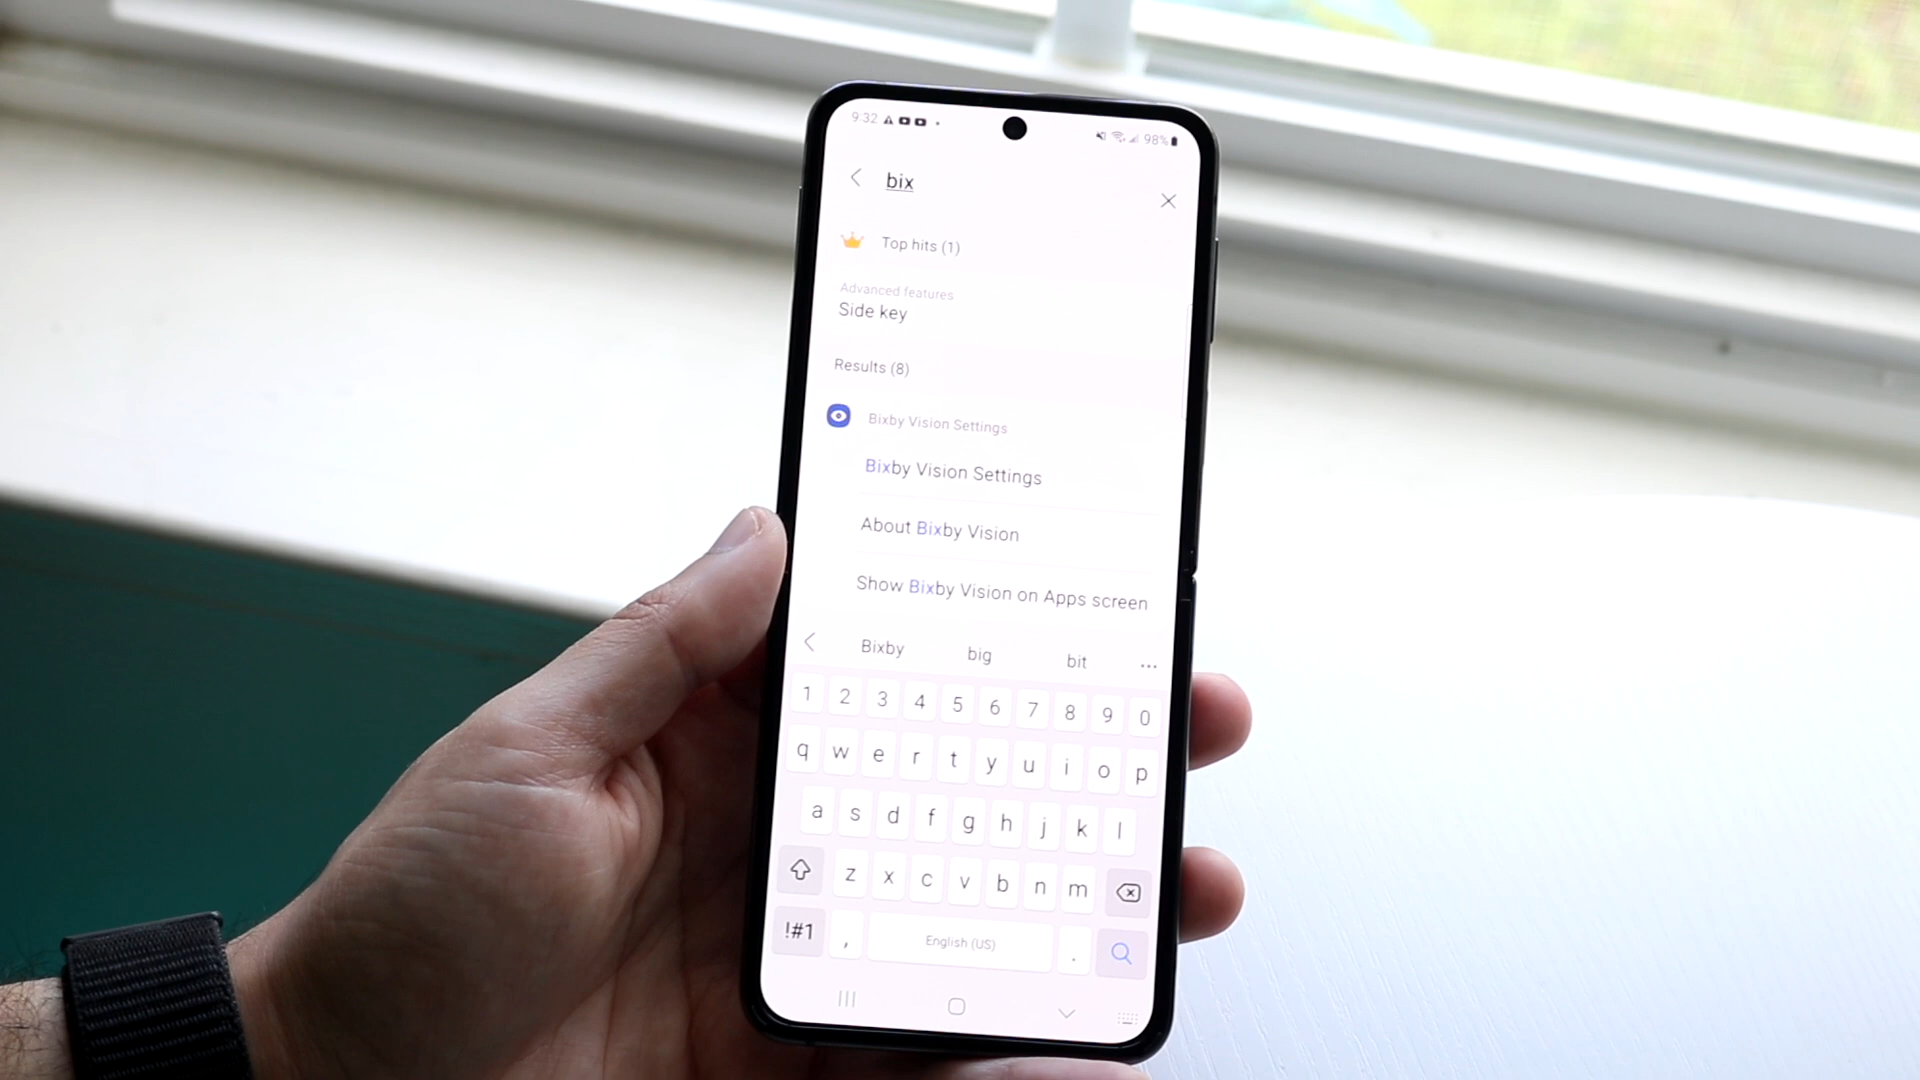 9:32
98%
bix
Top hits (1)
Advanced features
Side key
Results (8)
Bixby Vision Settings
Bixby Vision Settings
About Bixby Vision
Show Bixby Vision on Apps screen
Bixby big bit ...
1 2 3 4 5 6 7 8 9 0
q w e r t y u i o p
a s d f g h j k l
z x c v b n m
!#1 , English (US) .